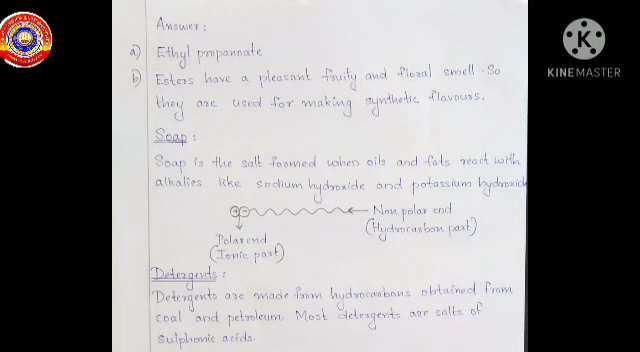 Answer:
a) Ethyl propanoate
b) Esters have a pleasant fruity and floral smell. So
they are used for making synthetic flavours.
Soap:
Soap is the salt formed when oils and fats react with
alkalies like sodium hydroxide and potassium hydroxide
+ -
Non polar end
(Hydrocarbon part)
Polar end
(Ionic part)
Detergents:
Detergents are made from hydrocarbons obtained from
coal and petroleum. Most detergents are salts of
sulphonic acids.
K
KINEMASTER